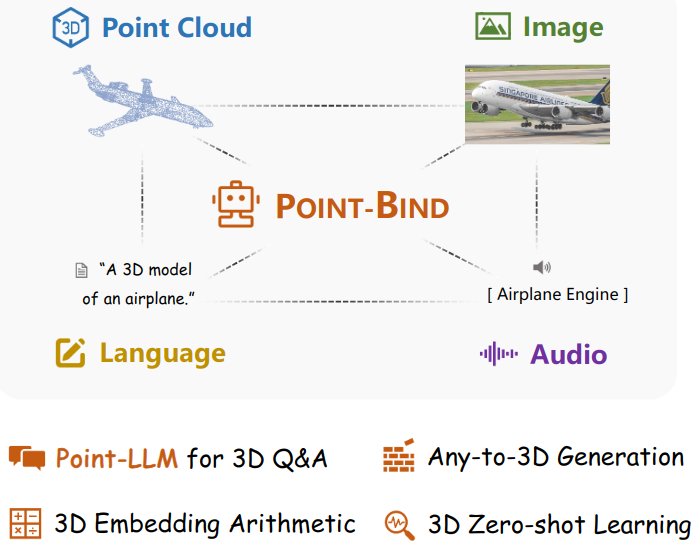 3D Point Cloud
Image
SINGAPORE AIRLINES
POINT-BIND
"A 3D model
of an airplane."
[ Airplane Engine ]
Language
Audio
Point-LLM for 3D Q&A
Any-to-3D Generation
3D Embedding Arithmetic
3D Zero-shot Learning